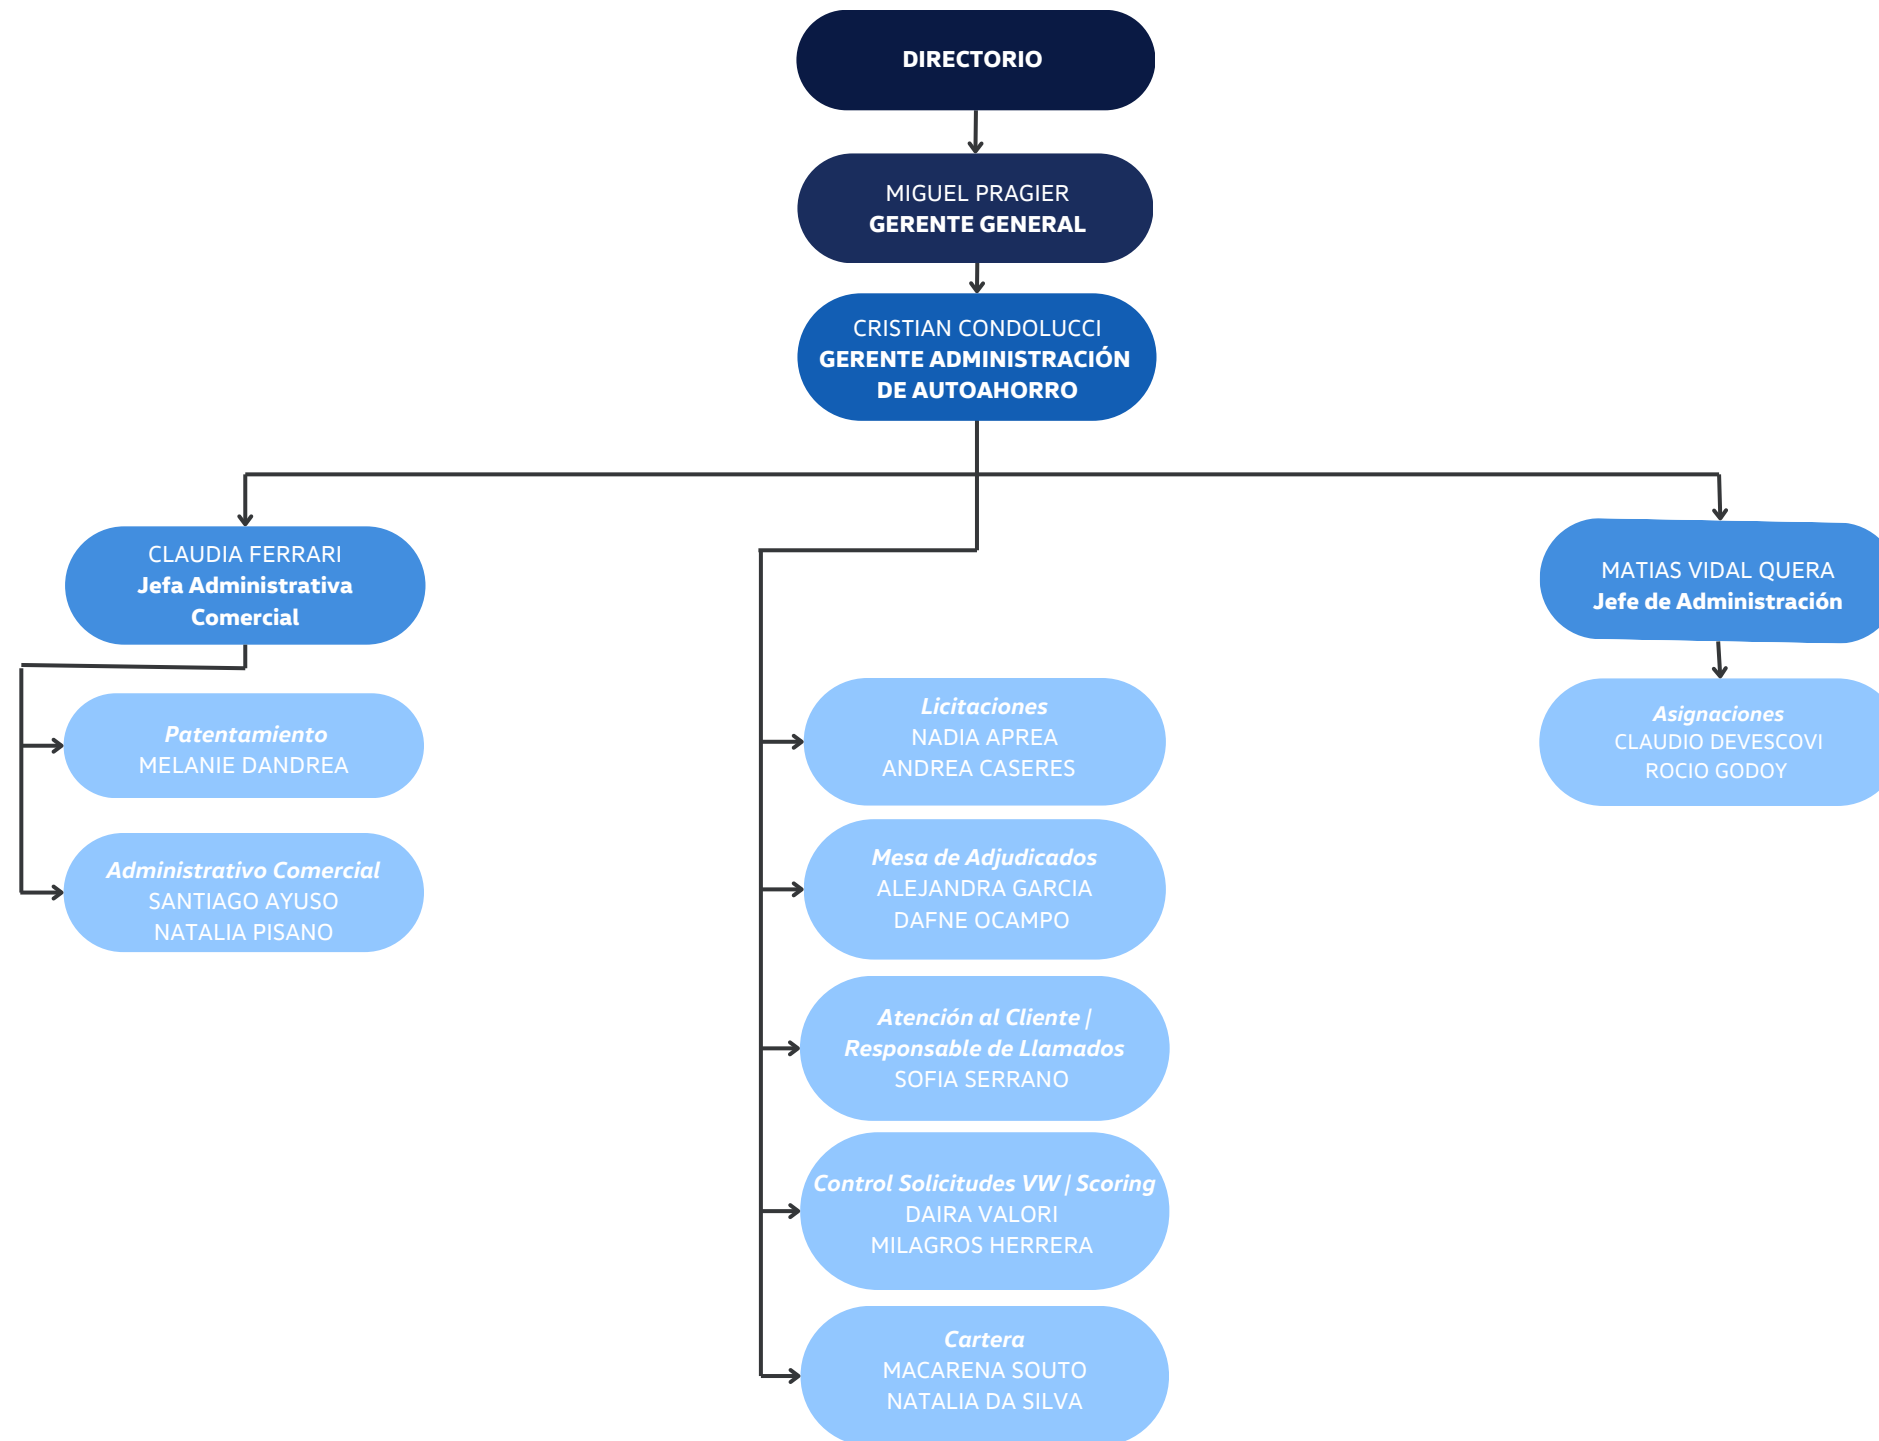 DIRECTORIO
MIGUEL PRAGIER
GERENTE GENERAL
CRISTIAN CONDOLUCCI
GERENTE ADMINISTRACIÓN
DE AUTOAHORRO
CLAUDIA FERRARI
Jefa Administrativa
Comercial
Patentamiento
MELANIE DANDREA
Administrativo Comercial
SANTIAGO AYUSO
NATALIA PISANO
Licitaciones
NADIA APREA
ANDREA CASERES
Mesa de Adjudicados
ALEJANDRA GARCIA
DAFNE OCAMPO
Atención al Cliente |
Responsable de Llamados
SOFIA SERRANO
Control Solicitudes VW | Scoring
DAIRA VALORI
MILAGROS HERRERA
Cartera
MACARENA SOUTO
NATALIA DA SILVA
MATIAS VIDAL QUERA
Jefe de Administración
Asignaciones
CLAUDIO DEVESCOVI
ROCIO GODOY